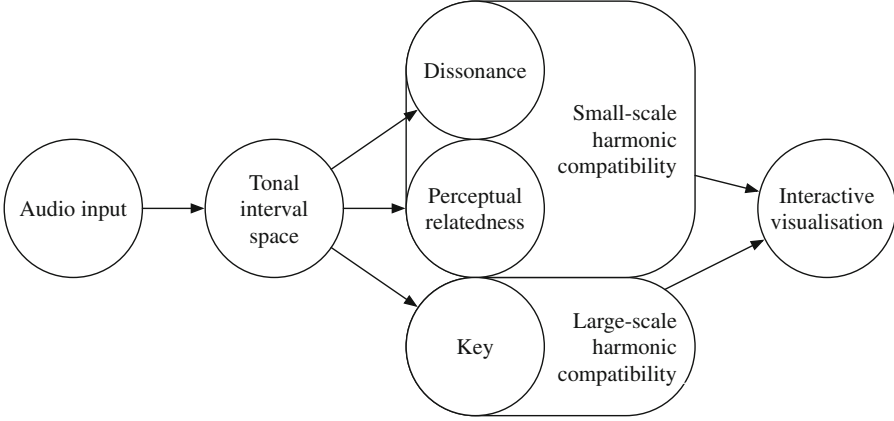 Audio input
Tonal
interval
space
Dissonance
Perceptual
relatedness
Key
Small-scale
harmonic
compatibility
Large-scale
harmonic
compatibility
Interactive
visualisation